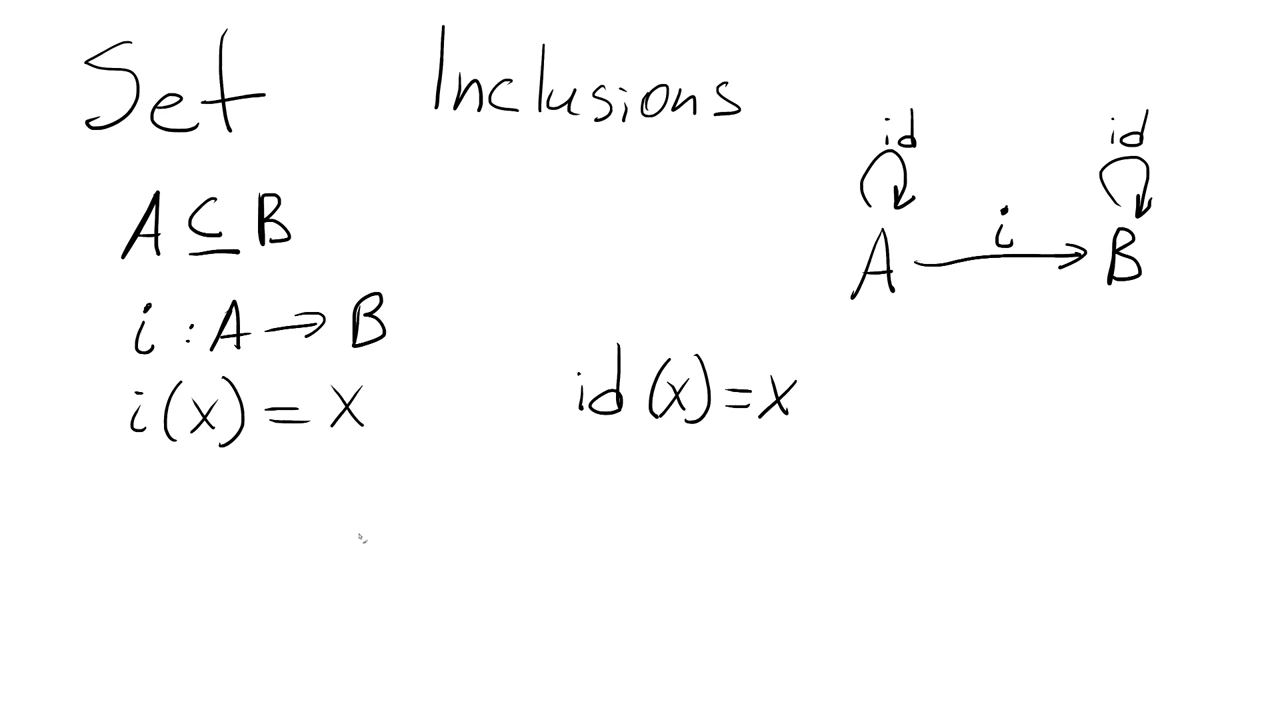 Set Inclusions
id id
A ⊆ B
i
A → B
i : A → B
i(x) = x
id(x) = x